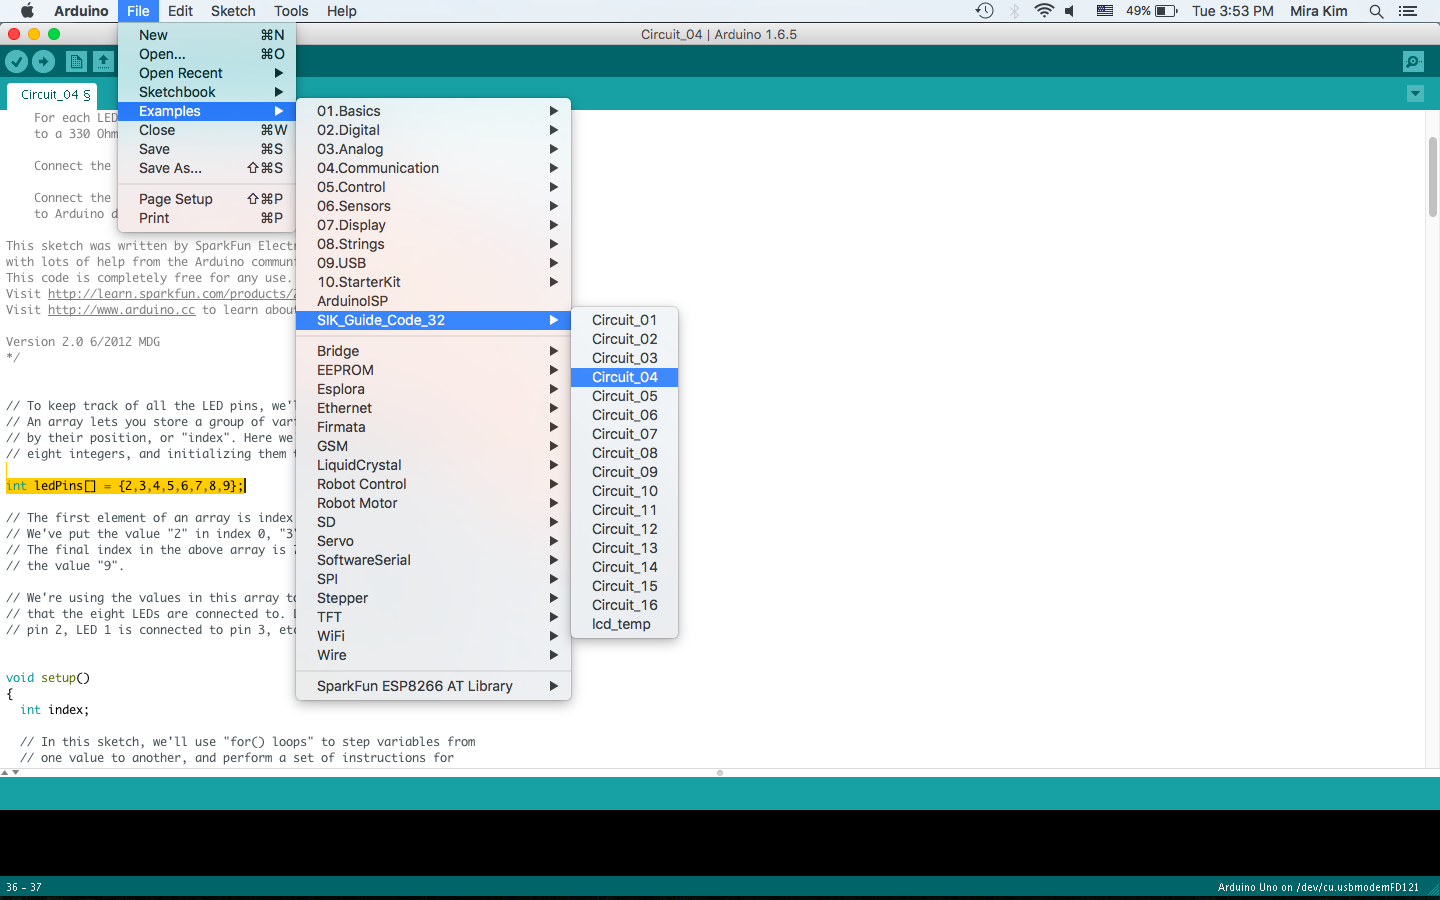 Arduino File Edit Sketch Tools Help 49% Tue 3:53 PM Mira Kim
Circuit_04 | Arduino 1.6.5
New ⌘N
Open... ⌘O
Open Recent
Sketchbook
Examples
Close ⌘W
Save ⌘S
Save As... ⇧⌘S
Page Setup ⇧⌘P
Print ⌘P
01.Basics
02.Digital
03.Analog
04.Communication
05.Control
06.Sensors
07.Display
08.Strings
09.USB
10.StarterKit
ArduinoISP
SIK_Guide_Code_32
Bridge
EEPROM
Esplora
Ethernet
Firmata
GSM
LiquidCrystal
Robot Control
Robot Motor
SD
Servo
SoftwareSerial
SPI
Stepper
TFT
WiFi
Wire
SparkFun ESP8266 AT Library
Circuit_01
Circuit_02
Circuit_03
Circuit_04
Circuit_05
Circuit_06
Circuit_07
Circuit_08
Circuit_09
Circuit_10
Circuit_11
Circuit_12
Circuit_13
Circuit_14
Circuit_15
Circuit_16
lcd_temp
Circuit_04 §
For each LED
to a 330 Ohm
Connect the
Connect the
to Arduino d
This sketch was written by SparkFun Electr
with lots of help from the Arduino communi
This code is completely free for any use.
Visit http://learn.sparkfun.com/products/2
Visit http://www.arduino.cc to learn about
Version 2.0 6/2012 MDG
*/
// To keep track of all the LED pins, we'l
// An array lets you store a group of vari
// by their position, or "index". Here we'
// eight integers, and initializing them t
int ledPins[] = {2,3,4,5,6,7,8,9};
// The first element of an array is index
// We've put the value "2" in index 0, "3"
// The final index in the above array is 7
// the value "9".
// We're using the values in this array to
// that the eight LEDs are connected to. L
// pin 2, LED 1 is connected to pin 3, etc
void setup()
{
int index;
// In this sketch, we'll use "for() loops" to step variables from
// one value to another, and perform a set of instructions for
36 - 37 Arduino Uno on /dev/cu.usbmodemFD121